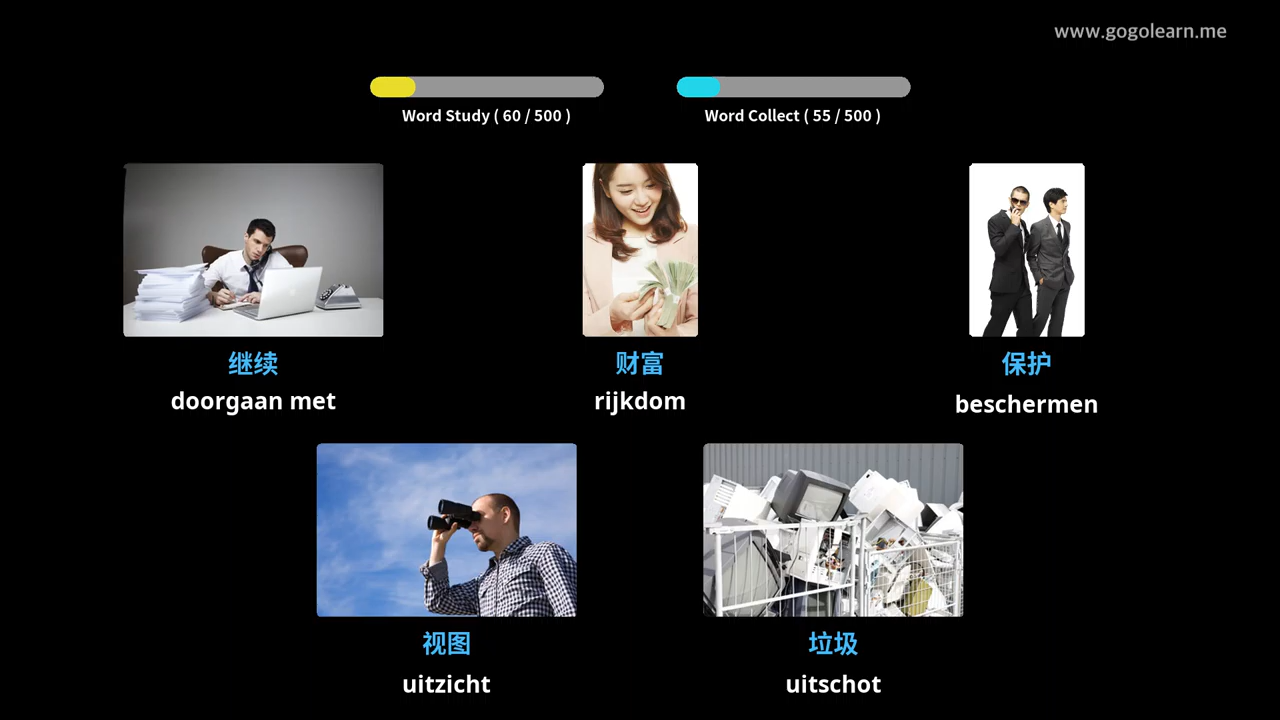 www.gogolearn.me
Word Study ( 60 / 500 )
Word Collect ( 55 / 500 )
继续
doorgaan met
财富
rijkdom
保护
beschermen
视图
uitzicht
垃圾
uitschot